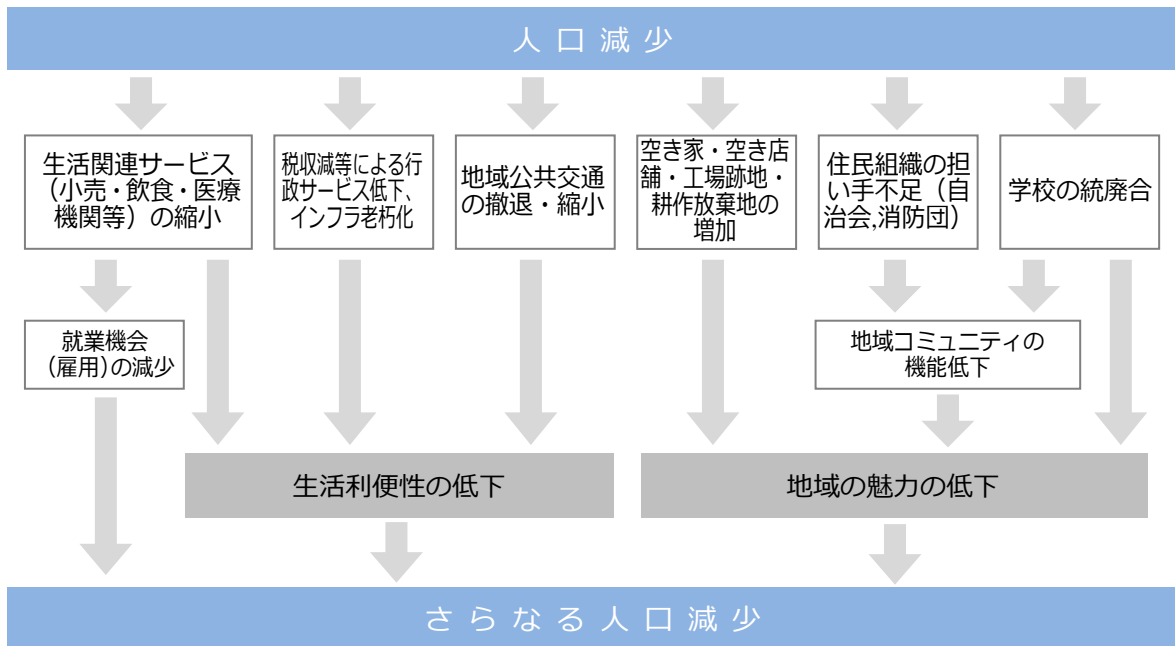 人口減少
生活関連サービス
（小売・飲食・医療
機関等）の縮小
税収減等による行
政サービス低下、
インフラ老朽化
地域公共交通
の撤退・縮小
空き家・空き店
舗・工場跡地・
耕作放棄地の
増加
住民組織の担
い手不足（自
治会,消防団）
学校の統廃合
就業機会
（雇用）の減少
地域コミュニティの
機能低下
生活利便性の低下
地域の魅力の低下
さらなる人口減少